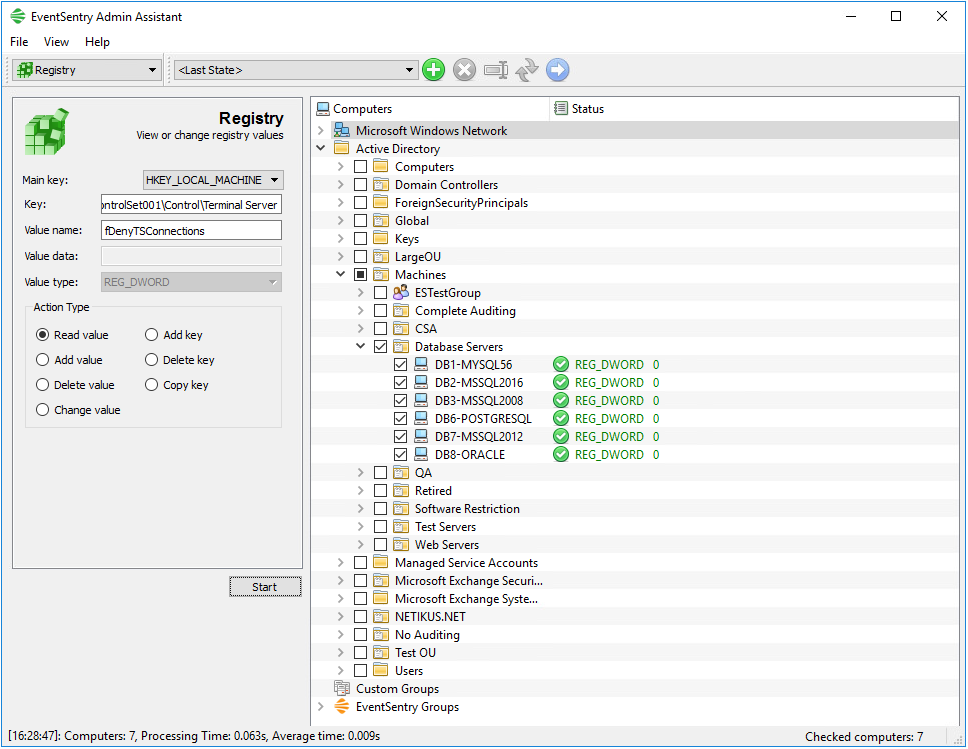 EventSentry Admin Assistant
File View Help
Registry <Last State>
Registry
View or change registry values
Main key: HKEY_LOCAL_MACHINE
Key: ontrolSet001\Control\Terminal Server
Value name: fDenyTSConnections
Value data:
Value type: REG_DWORD
Action Type
Read value Add key
Add value Delete key
Delete value Copy key
Change value
Start
Computers Status
Microsoft Windows Network
Active Directory
Computers
Domain Controllers
ForeignSecurityPrincipals
Global
Keys
LargeOU
Machines
ESTestGroup
Complete Auditing
CSA
Database Servers
DB1-MYSQL56 REG_DWORD 0
DB2-MSSQL2016 REG_DWORD 0
DB3-MSSQL2008 REG_DWORD 0
DB6-POSTGRESQL REG_DWORD 0
DB7-MSSQL2012 REG_DWORD 0
DB8-ORACLE REG_DWORD 0
QA
Retired
Software Restriction
Test Servers
Web Servers
Managed Service Accounts
Microsoft Exchange Securi...
Microsoft Exchange Syste...
NETIKUS.NET
No Auditing
Test OU
Users
Custom Groups
EventSentry Groups
[16:28:47]: Computers: 7, Processing Time: 0.063s, Average time: 0.009s
Checked computers: 7